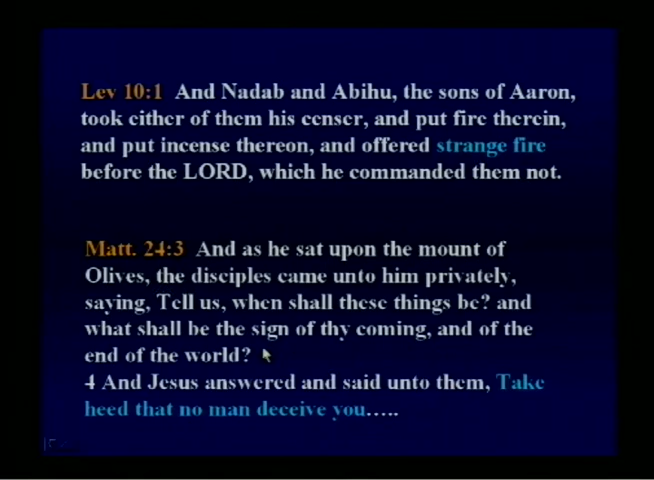 Lev 10:1 And Nadab and Abihu, the sons of Aaron,
took either of them his censer, and put fire therein,
and put incense thereon, and offered strange fire
before the LORD, which he commanded them not.
Matt. 24:3 And as he sat upon the mount of
Olives, the disciples came unto him privately,
saying, Tell us, when shall these things be? and
what shall be the sign of thy coming, and of the
end of the world?
4 And Jesus answered and said unto them, Take
heed that no man deceive you.....